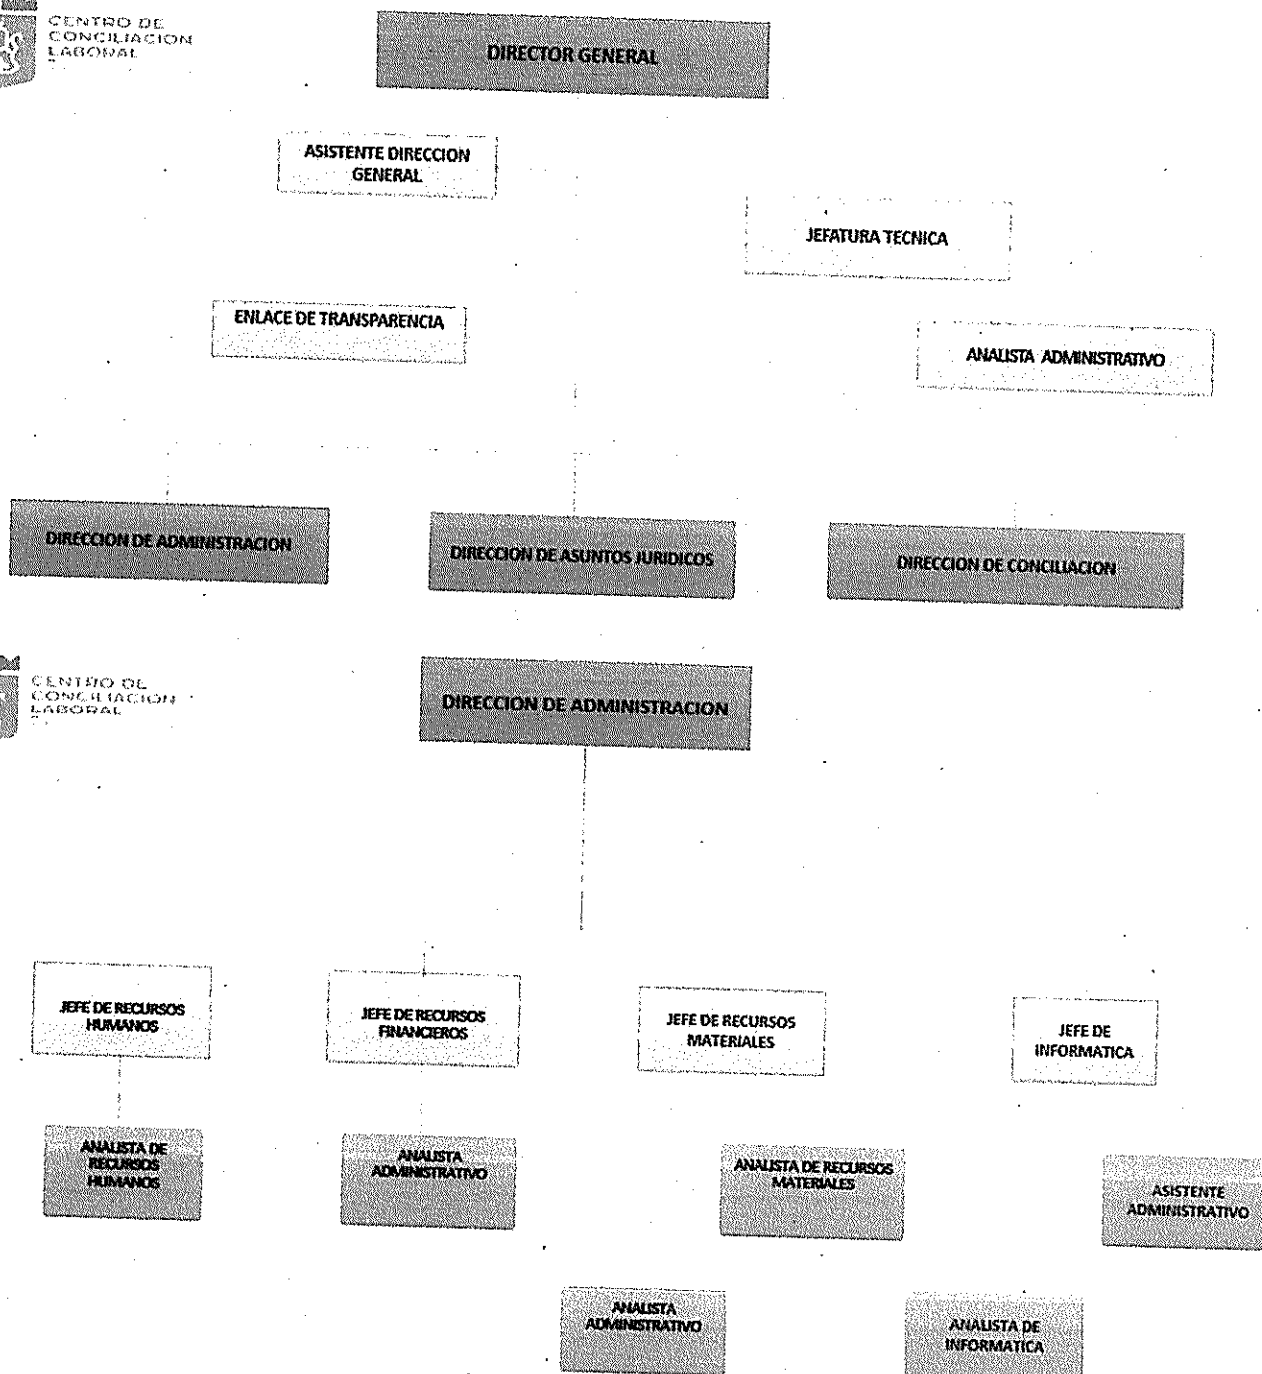 CENTRO DE
CONCILIACION
LABORAL
DIRECTOR GENERAL
ASISTENTE DIRECCION
GENERAL
JEFATURA TECNICA
ENLACE DE TRANSPARENCIA
ANALISTA ADMINISTRATIVO
DIRECCION DE ADMINISTRACION
DIRECCION DE ASUNTOS JURIDICOS
DIRECCION DE CONCILIACION
CENTRO DE
CONCILIACION
LABORAL
DIRECCION DE ADMINISTRACION
JEFE DE RECURSOS
HUMANOS
JEFE DE RECURSOS
FINANCIEROS
JEFE DE RECURSOS
MATERIALES
JEFE DE
INFORMATICA
ANALISTA DE
RECURSOS
HUMANOS
ANALISTA
ADMINISTRATIVO
ANALISTA DE RECURSOS
MATERIALES
ASISTENTE
ADMINISTRATIVO
ANALISTA
ADMINISTRATIVO
ANALISTA DE
INFORMATICA